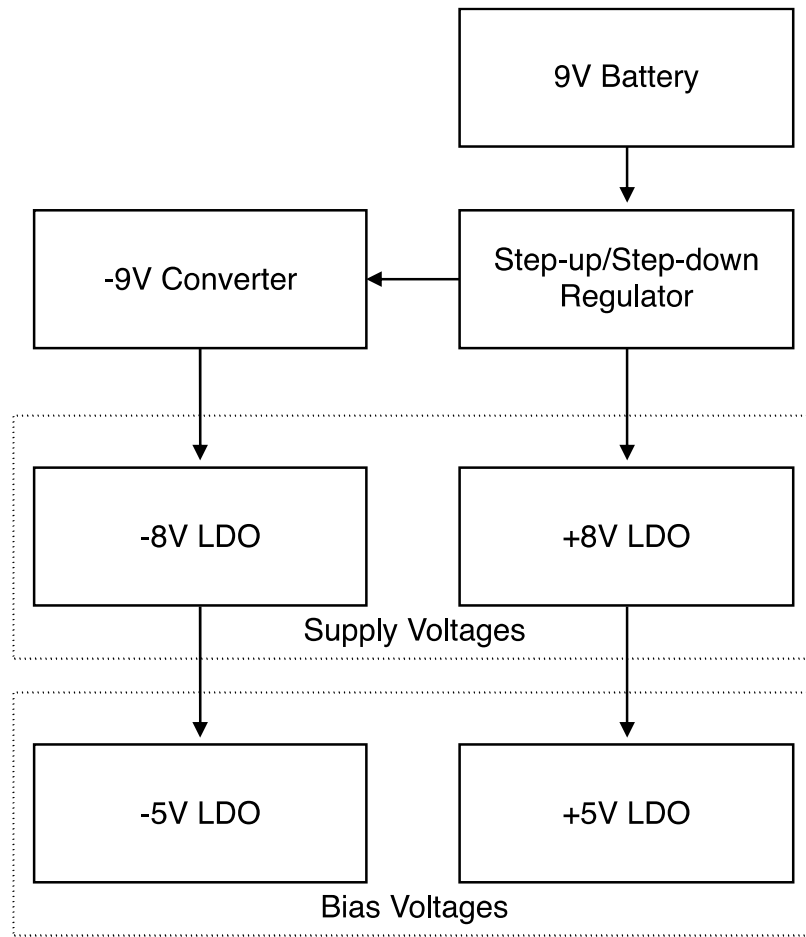 9V Battery
-9V Converter
Step-up/Step-down
Regulator
-8V LDO
+8V LDO
Supply Voltages
-5V LDO
+5V LDO
Bias Voltages